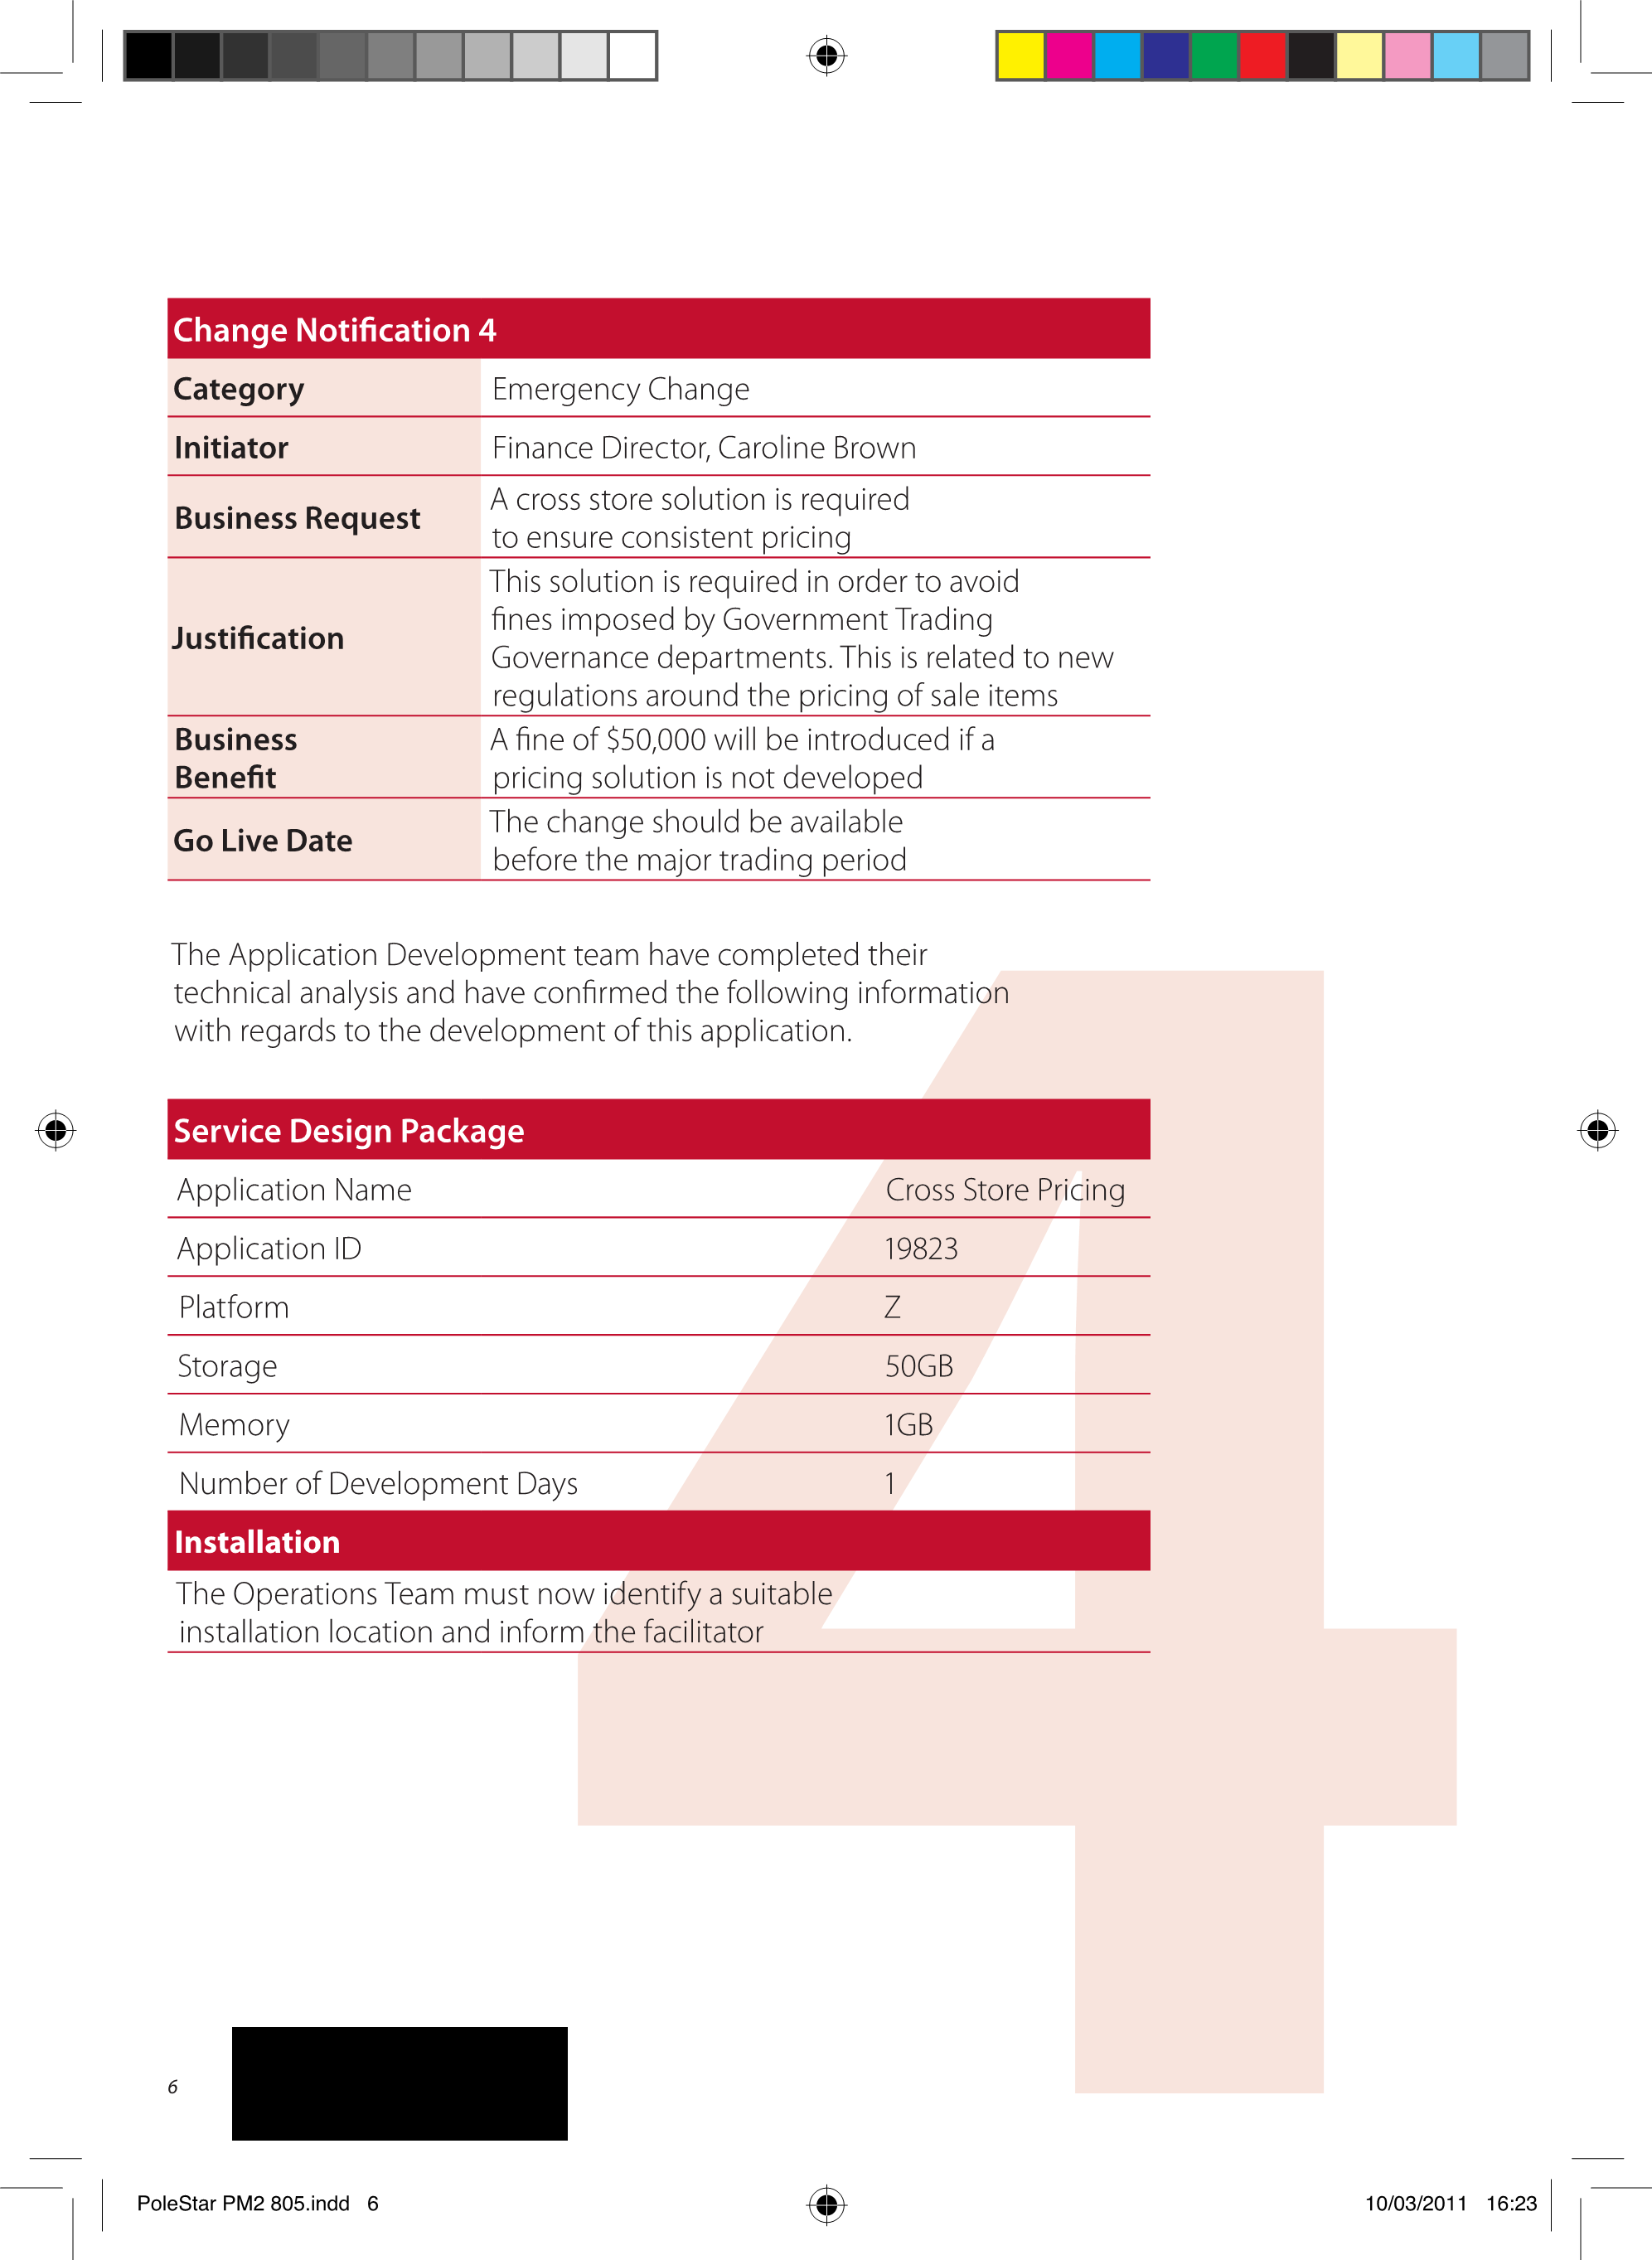 Change Notification 4
Category Emergency Change
Initiator Finance Director, Caroline Brown
Business Request A cross store solution is required
to ensure consistent pricing
Justification This solution is required in order to avoid
fines imposed by Government Trading
Governance departments. This is related to new
regulations around the pricing of sale items
Business Benefit A fine of $50,000 will be introduced if a
pricing solution is not developed
Go Live Date The change should be available
before the major trading period
The Application Development team have completed their
technical analysis and have confirmed the following information
with regards to the development of this application.
4
Service Design Package
Application Name Cross Store Pricing
Application ID 19823
Platform Z
Storage 50GB
Memory 1GB
Number of Development Days 1
Installation
The Operations Team must now identify a suitable
installation location and inform the facilitator
6
PoleStar PM2 805.indd 6 10/03/2011 16:23